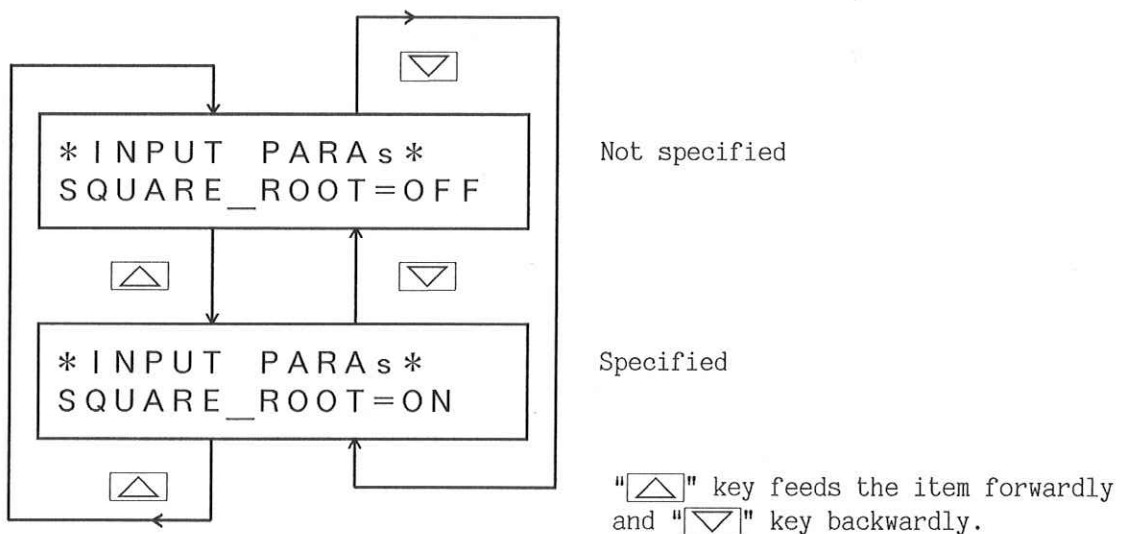 *INPUT PARAs*
SQUARE_ROOT=OFF
Not specified
*INPUT PARAs*
SQUARE_ROOT=ON
Specified
"△" key feeds the item forwardly
and "▽" key backwardly.